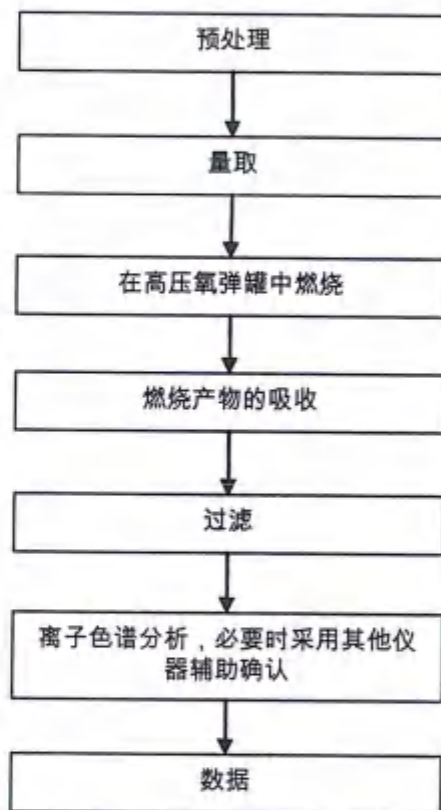 预处理
量取
在高压氧弹罐中燃烧
燃烧产物的吸收
过滤
离子色谱分析，必要时采用其他仪
器辅助确认
数据